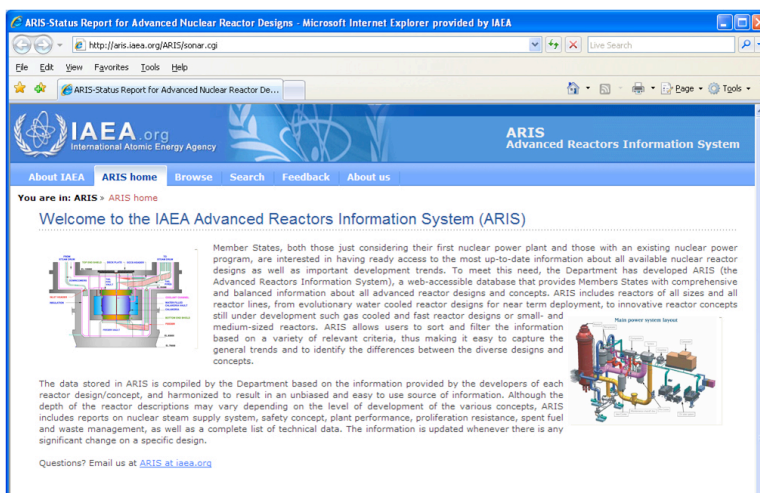 ARIS-Status Report for Advanced Nuclear Reactor Designs - Microsoft Internet Explorer provided by IAEA
http://aris.iaea.org/ARIS/sonar.cgi
Live Search
File Edit View Favorites Tools Help
ARIS-Status Report for Advanced Nuclear Reactor De...
Page Tools
IAEA.org
International Atomic Energy Agency
ARIS
Advanced Reactors Information System
About IAEA ARIS home Browse Search Feedback About us
You are in: ARIS » ARIS home
Welcome to the IAEA Advanced Reactors Information System (ARIS)
Member States, both those just considering their first nuclear power plant and those with an existing nuclear power
program, are interested in having ready access to the most up-to-date information about all available nuclear reactor
designs as well as important development trends. To meet this need, the Department has developed ARIS (the
Advanced Reactors Information System), a web-accessible database that provides Members States with comprehensive
and balanced information about all advanced reactor designs and concepts. ARIS includes reactors of all sizes and all
reactor lines, from evolutionary water cooled reactor designs for near term deployment, to innovative reactor concepts
still under development such gas cooled and fast reactor designs or small- and
medium-sized reactors. ARIS allows users to sort and filter the information
based on a variety of relevant criteria, thus making it easy to capture the
general trends and to identify the differences between the diverse designs and
concepts.
Main power system layout
The data stored in ARIS is compiled by the Department based on the information provided by the developers of each
reactor design/concept, and harmonized to result in an unbiased and easy to use source of information. Although the
depth of the reactor descriptions may vary depending on the level of development of the various concepts, ARIS
includes reports on nuclear steam supply system, safety concept, plant performance, proliferation resistance, spent fuel
and waste management, as well as a complete list of technical data. The information is updated whenever there is any
significant change on a specific design.
Questions? Email us at ARIS at iaea.org